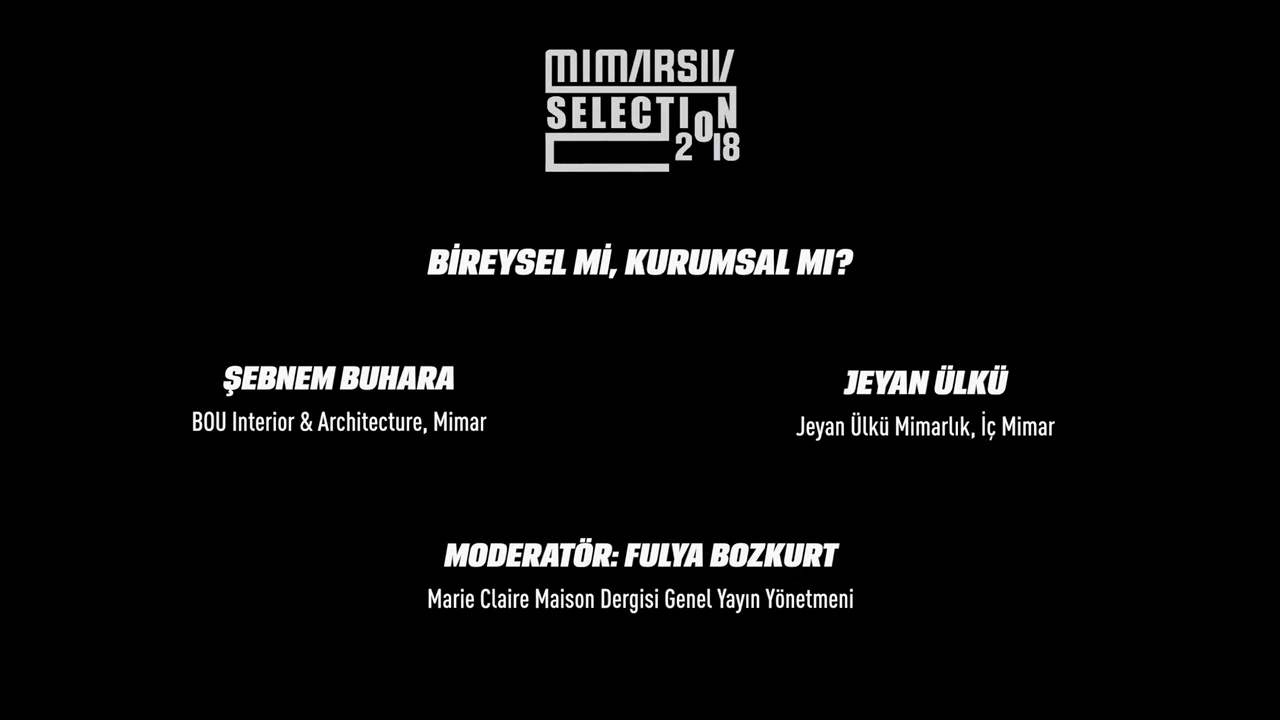 MIMARSIV
SELECTION
2018
BİREYSEL Mİ, KURUMSAL MI?
ŞEBNEM BUHARA
BOU Interior & Architecture, Mimar
JEYAN ÜLKÜ
Jeyan Ülkü Mimarlık, İç Mimar
MODERATÖR: FULYA BOZKURT
Marie Claire Maison Dergisi Genel Yayın Yönetmeni